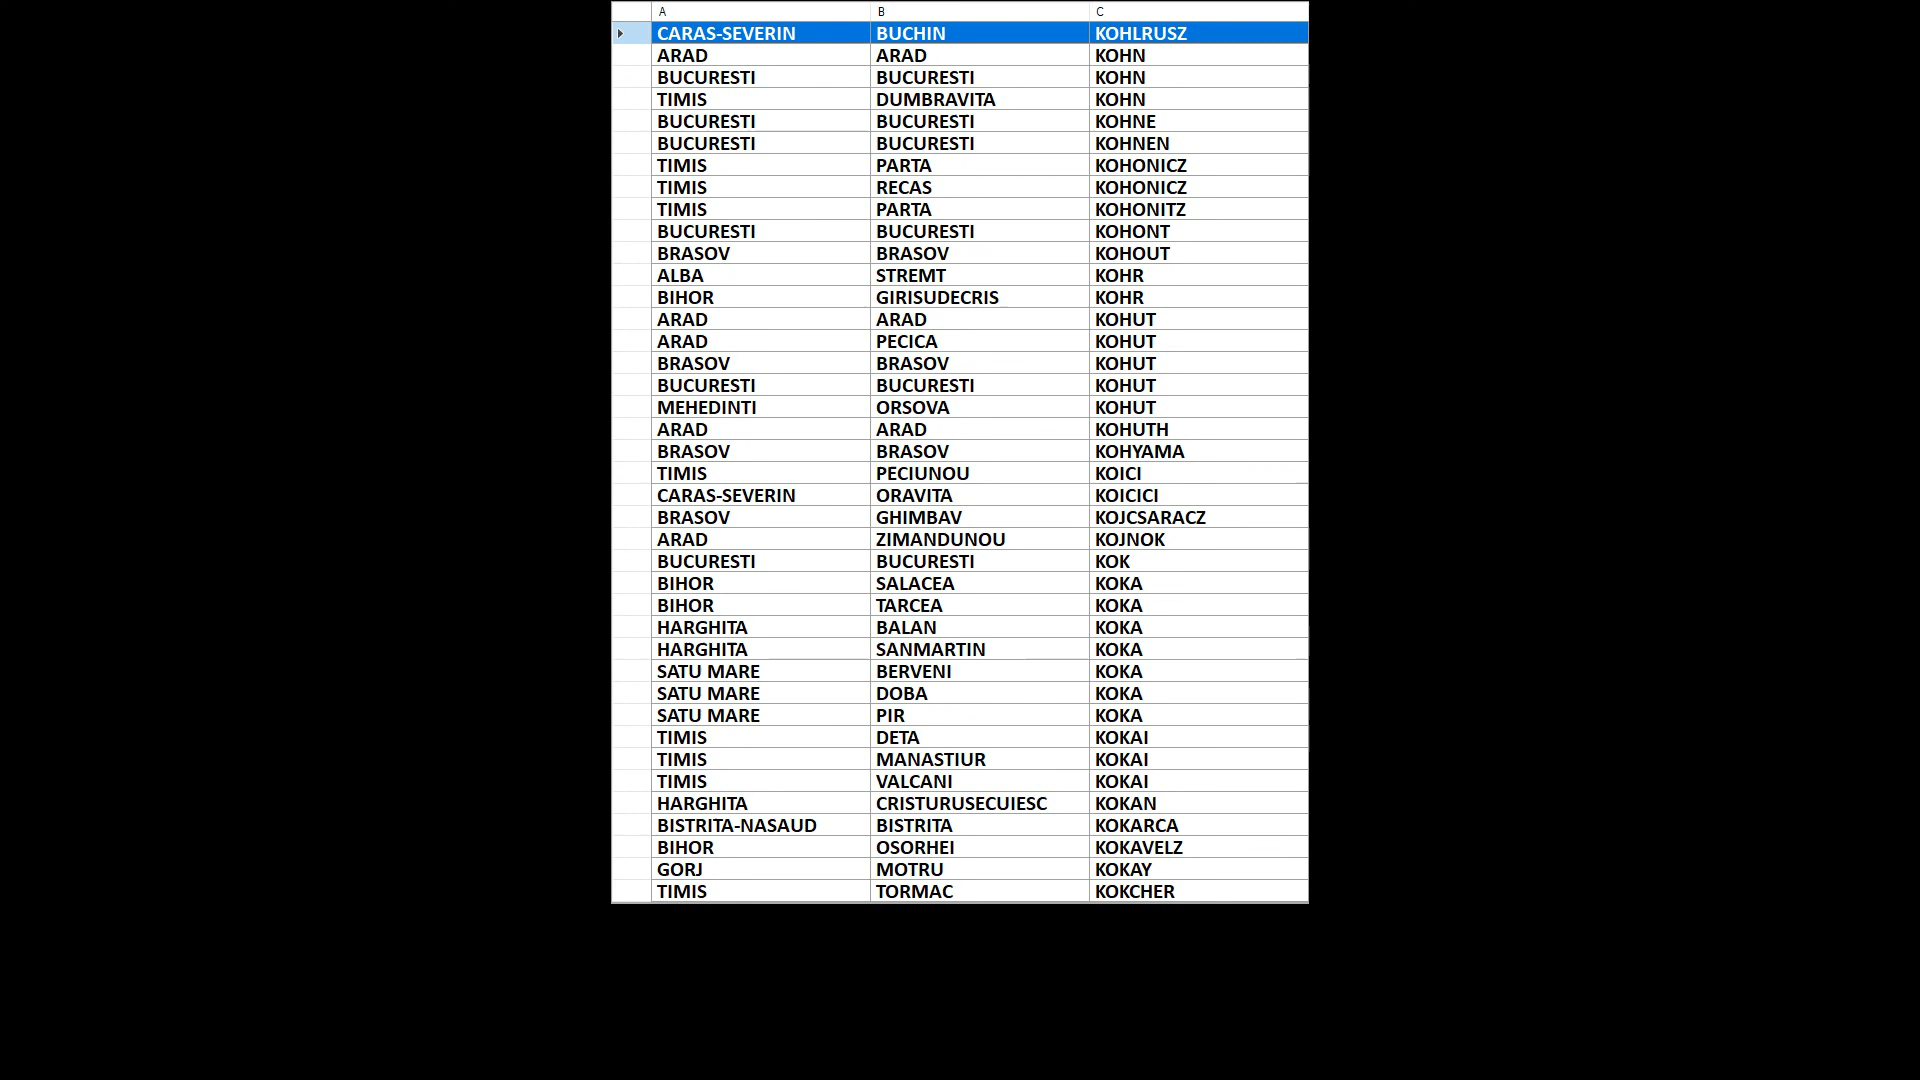 A B C
CARAS-SEVERIN BUCHIN KOHLRUSZ
ARAD ARAD KOHN
BUCURESTI BUCURESTI KOHN
TIMIS DUMBRAVITA KOHN
BUCURESTI BUCURESTI KOHNE
BUCURESTI BUCURESTI KOHNEN
TIMIS PARTA KOHONICZ
TIMIS RECAS KOHONICZ
TIMIS PARTA KOHONITZ
BUCURESTI BUCURESTI KOHONT
BRASOV BRASOV KOHOUT
ALBA STREMT KOHR
BIHOR GIRISUDECRIS KOHR
ARAD ARAD KOHUT
ARAD PECICA KOHUT
BRASOV BRASOV KOHUT
BUCURESTI BUCURESTI KOHUT
MEHEDINTI ORSOVA KOHUT
ARAD ARAD KOHUTH
BRASOV BRASOV KOHYAMA
TIMIS PECIUNOU KOICI
CARAS-SEVERIN ORAVITA KOICICI
BRASOV GHIMBAV KOJCSARACZ
ARAD ZIMANDUNOU KOJNOK
BUCURESTI BUCURESTI KOK
BIHOR SALACEA KOKA
BIHOR TARCEA KOKA
HARGHITA BALAN KOKA
HARGHITA SANMARTIN KOKA
SATU MARE BERVENI KOKA
SATU MARE DOBA KOKA
SATU MARE PIR KOKA
TIMIS DETA KOKAI
TIMIS MANASTIUR KOKAI
TIMIS VALCANI KOKAI
HARGHITA CRISTURUSECUIESC KOKAN
BISTRITA-NASAUD BISTRITA KOKARCA
BIHOR OSORHEI KOKAVELZ
GORJ MOTRU KOKAY
TIMIS TORMAC KOKCHER